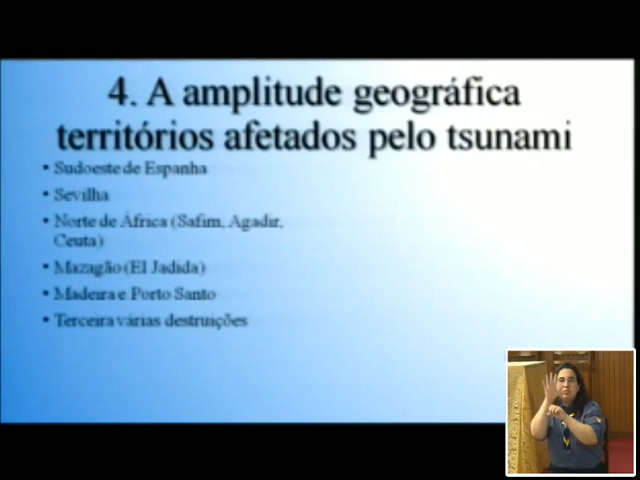 4. A amplitude geográfica
territórios afetados pelo tsunami
• Sudoeste de Espanha
• Sevilha
• Norte de África (Safim, Agadir,
Ceuta)
• Mazagão (El Jadida)
• Madeira e Porto Santo
• Terceira várias destruições